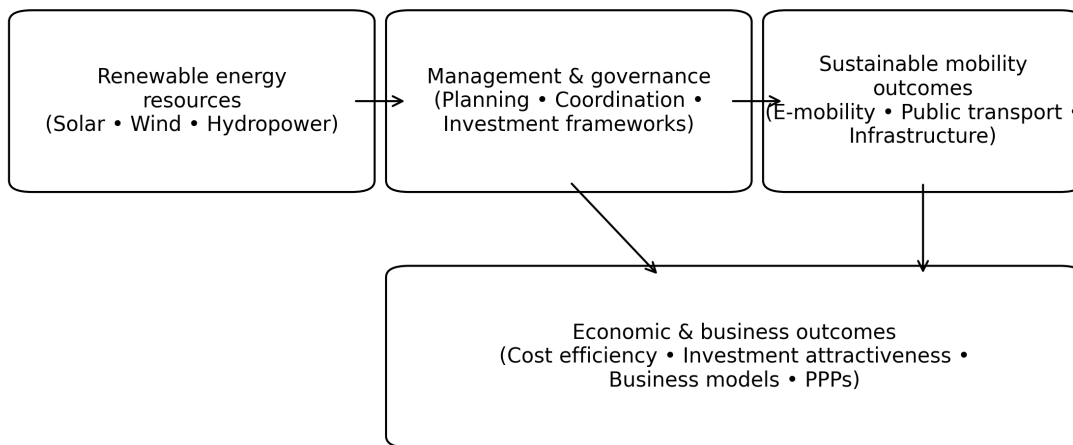 Renewable energy
resources
(Solar • Wind • Hydropower)
Management & governance
(Planning • Coordination •
Investment frameworks)
Sustainable mobility
outcomes
(E-mobility • Public transport •
Infrastructure)
Economic & business outcomes
(Cost efficiency • Investment attractiveness •
Business models • PPPs)